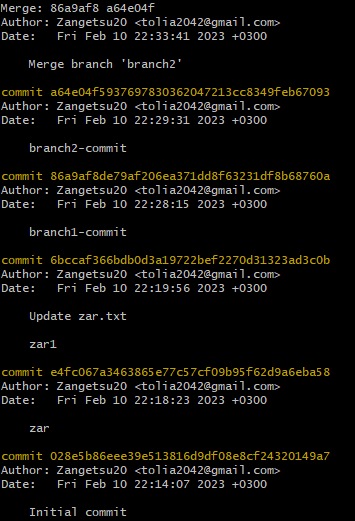 Merge: 86a9af8 a64e04f
Author: Zangetsu20 <tolia2042@gmail.com>
Date:   Fri Feb 10 22:33:41 2023 +0300
Merge branch 'branch2'
commit a64e04f5937697830362047213cc8349feb67093
Author: Zangetsu20 <tolia2042@gmail.com>
Date:   Fri Feb 10 22:29:31 2023 +0300
branch2-commit
commit 86a9af8de79af206ea371dd8f63231df8b68760a
Author: Zangetsu20 <tolia2042@gmail.com>
Date:   Fri Feb 10 22:28:15 2023 +0300
branch1-commit
commit 6bccaf366bdb0d3a19722bef2270d31323ad3c0b
Author: Zangetsu20 <tolia2042@gmail.com>
Date:   Fri Feb 10 22:19:56 2023 +0300
Update zar.txt
zar1
commit e4fc067a3463865e77c57cf09b95f62d9a6eba58
Author: Zangetsu20 <tolia2042@gmail.com>
Date:   Fri Feb 10 22:18:23 2023 +0300
zar
commit 028e5b86eee39e513816d9df08e8cf24320149a7
Author: Zangetsu20 <tolia2042@gmail.com>
Date:   Fri Feb 10 22:14:07 2023 +0300
Initial commit